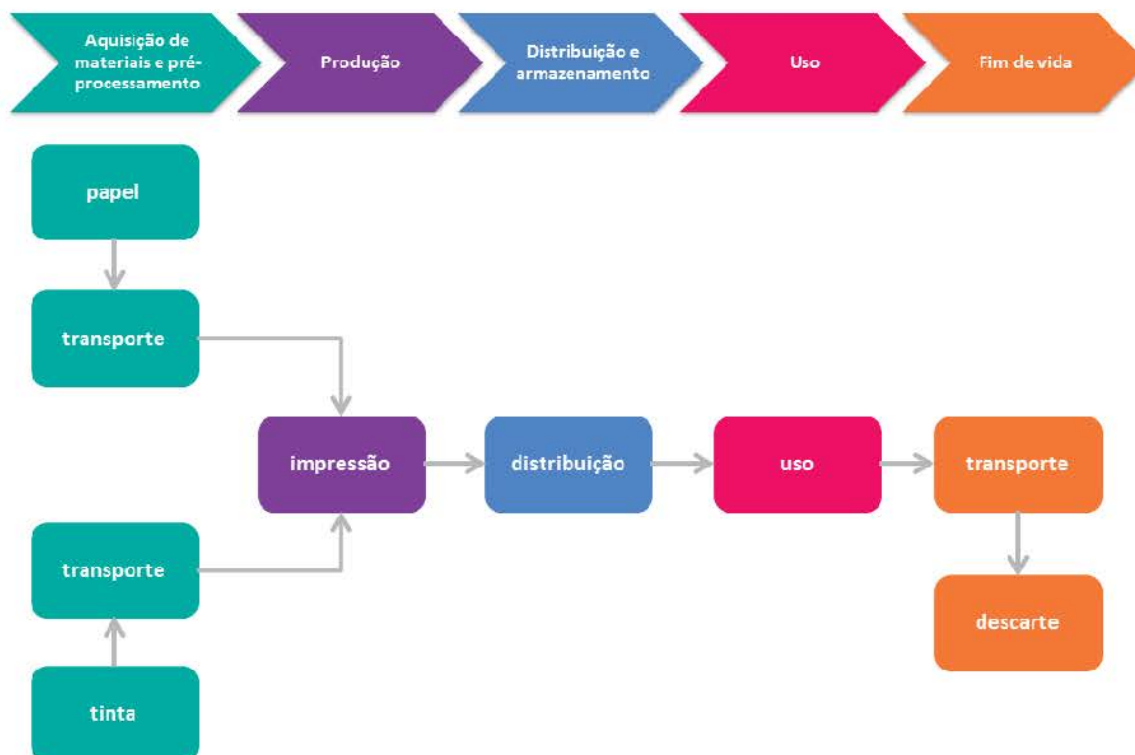 Aquisição de
materiais e pré-
processamento
Produção
Distribuição e
armazenamento
Uso
Fim de vida
papel
transporte
impressão
distribuição
uso
transporte
transporte
descarte
tinta